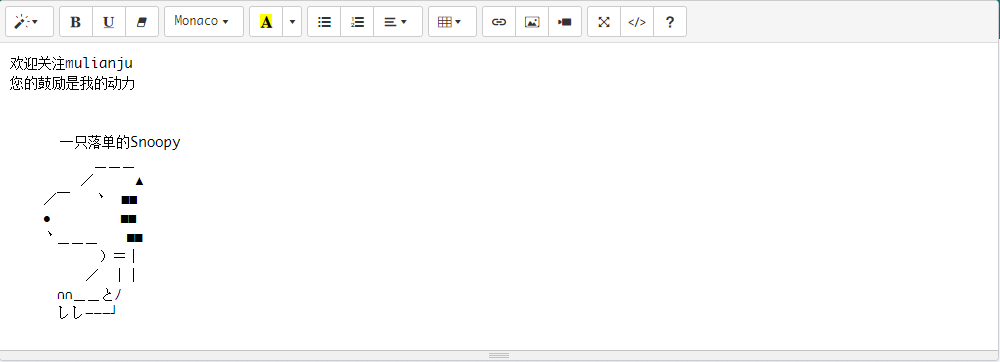 B U Monaco A </> ?
欢迎关注mulianju
您的鼓励是我的动力
一只落单的Snoopy
＿＿＿
／　　　▲
／￣　 ヽ　■■
●　　　　　■■
ヽ＿＿＿　　■■
）＝｜
／　｜｜
∩∩＿＿とﾉ
しし———┘